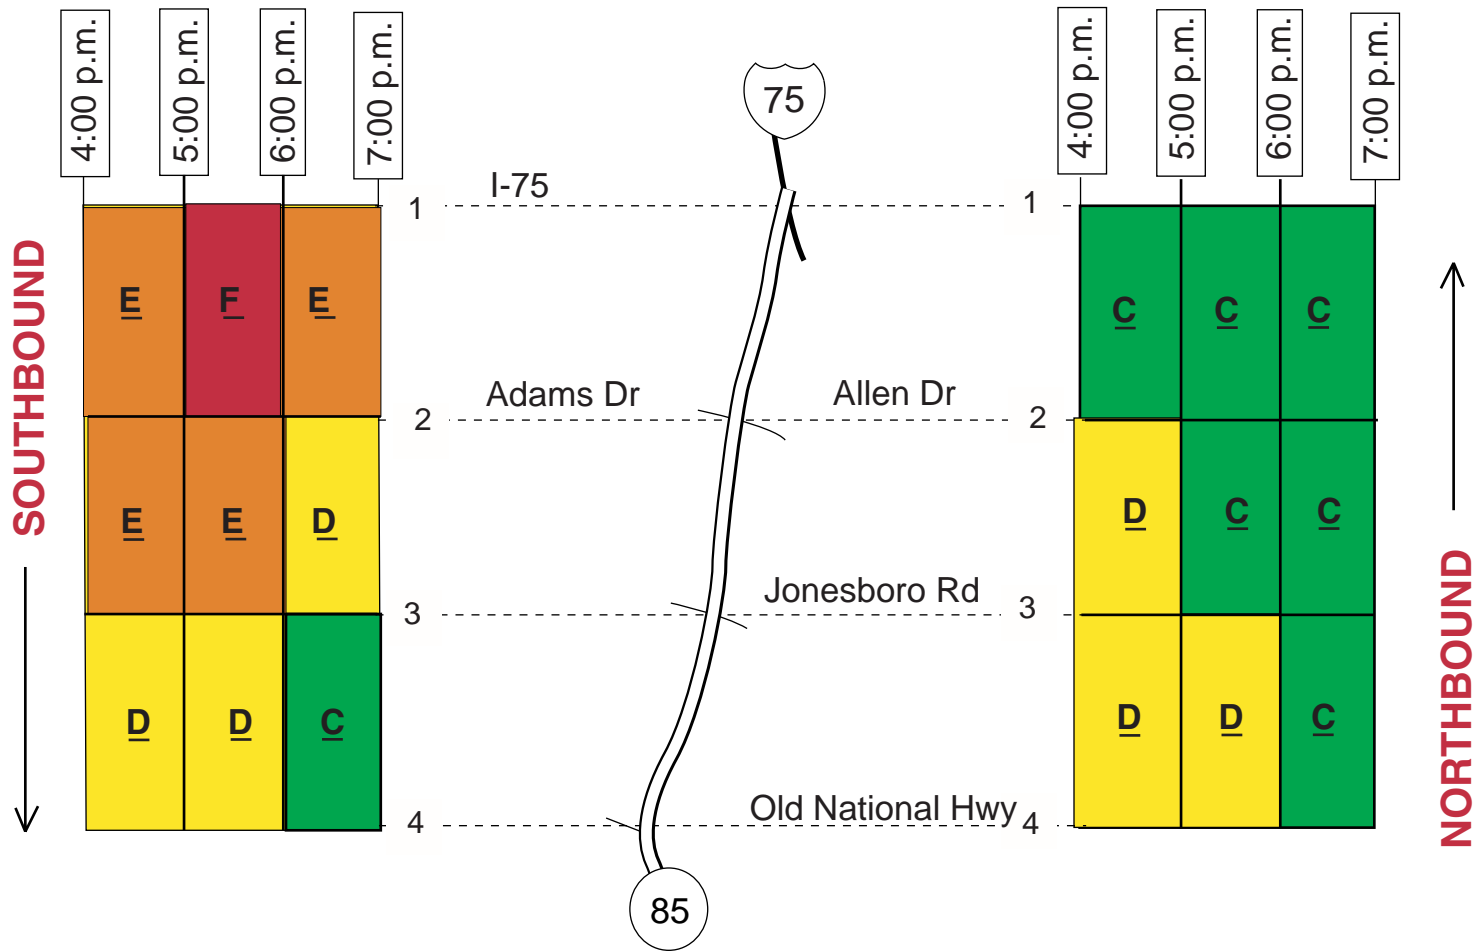 4:00 p.m.
5:00 p.m.
6:00 p.m.
7:00 p.m.
75
4:00 p.m.
5:00 p.m.
6:00 p.m.
7:00 p.m.
I-75
1
1
SOUTHBOUND
E
F
E
C
C
C
Adams Dr
Allen Dr
2
2
E
E
D
D
C
C
Jonesboro Rd
3
3
NORTHBOUND
D
D
C
D
D
C
Old National Hwy
4
4
85